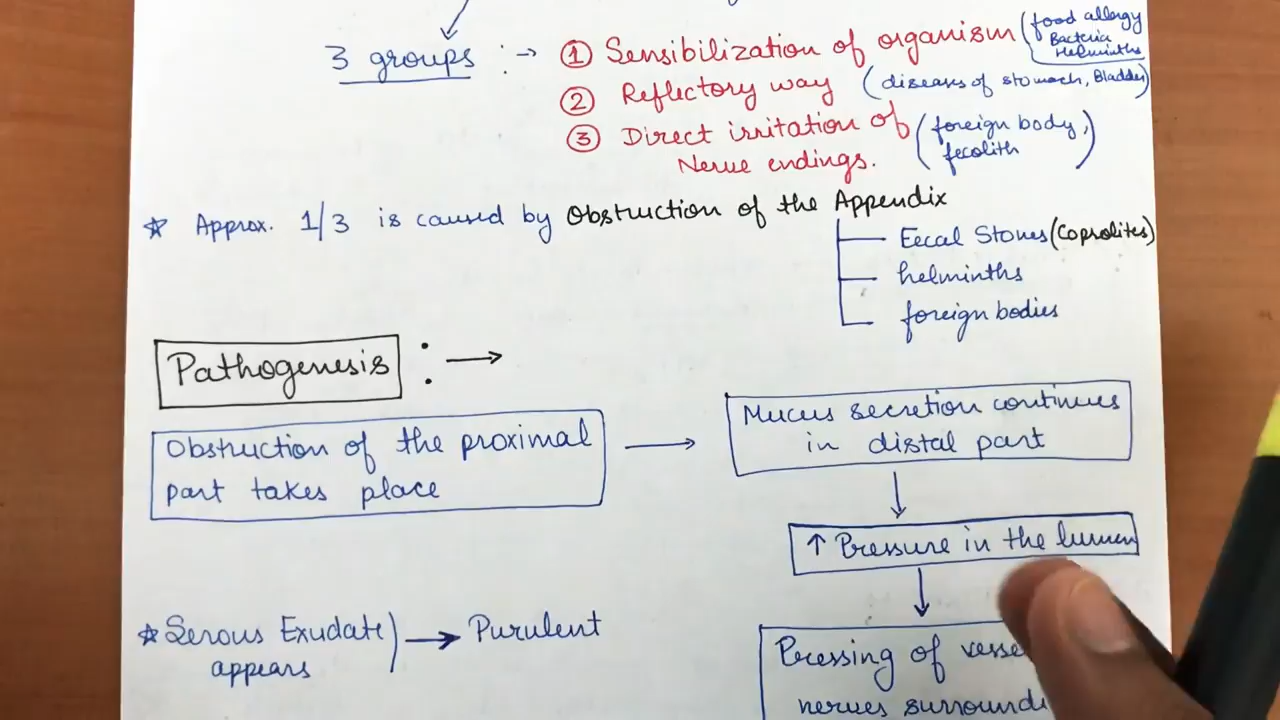 3 groups :→ ① Sensibilization of organism (food allergy
Bacteria
Helminths
② Reflectory way (diseases of stomach, Bladder)
③ Direct irritation of (foreign body,
Nerve endings. fecolith)
☆ Approx. 1/3 is caused by Obstruction of the Appendix
Fecal Stones (Coprolites)
helminths
foreign bodies
Pathogenesis : →
Obstruction of the proximal
part takes place →
Mucus secretion continues
in distal part
↓
↑ Pressure in the lumen
↓
☆ Serous Exudate) → Purulent
appears
Pressing of
nerves